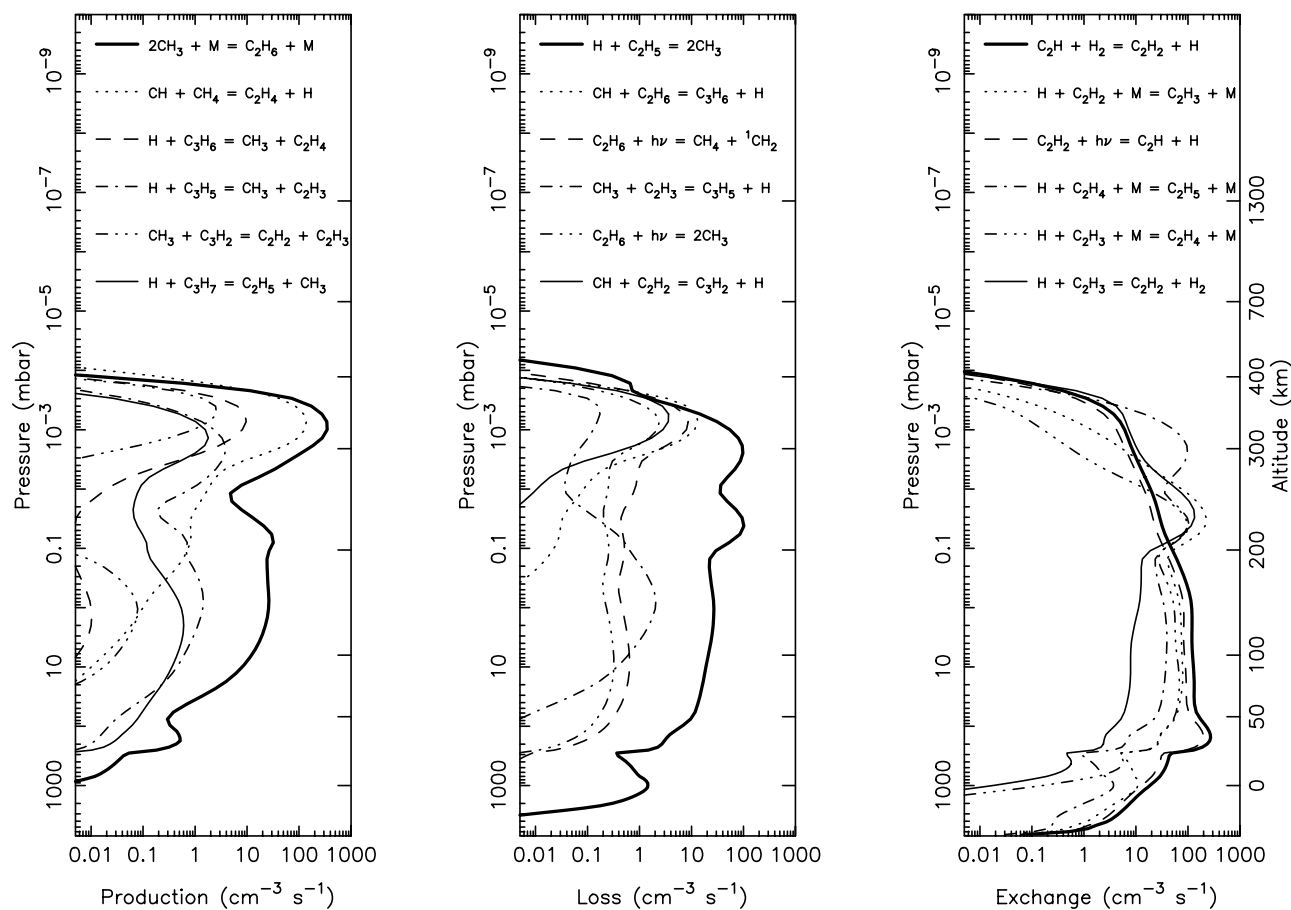 2CH₃ + M = C₂H₆ + M
CH + CH₄ = C₂H₄ + H
H + C₃H₆ = CH₃ + C₂H₄
H + C₃H₅ = CH₃ + C₂H₃
CH₃ + C₃H₂ = C₂H₂ + C₂H₃
H + C₃H₇ = C₂H₅ + CH₃
10⁻⁹
10⁻⁷
10⁻⁵
10⁻³
0.1
10
1000
Pressure (mbar)
0.01 0.1 1 10 100 1000
Production (cm⁻³ s⁻¹)
H + C₂H₅ = 2CH₃
CH + C₂H₆ = C₃H₆ + H
C₂H₆ + hν = CH₄ + ¹CH₂
CH₃ + C₂H₃ = C₃H₅ + H
C₂H₆ + hν = 2CH₃
CH + C₂H₂ = C₃H₂ + H
10⁻⁹
10⁻⁷
10⁻⁵
10⁻³
0.1
10
1000
Pressure (mbar)
0.01 0.1 1 10 100 1000
Loss (cm⁻³ s⁻¹)
C₂H + H₂ = C₂H₂ + H
H + C₂H₂ + M = C₂H₃ + M
C₂H₂ + hν = C₂H + H
H + C₂H₄ + M = C₂H₅ + M
H + C₂H₃ + M = C₂H₄ + M
H + C₂H₃ = C₂H₂ + H₂
10⁻⁹
10⁻⁷
10⁻⁵
10⁻³
0.1
10
1000
Pressure (mbar)
0.01 0.1 1 10 100 1000
Exchange (cm⁻³ s⁻¹)
1300
700
400
300
200
100
50
0
Altitude (km)